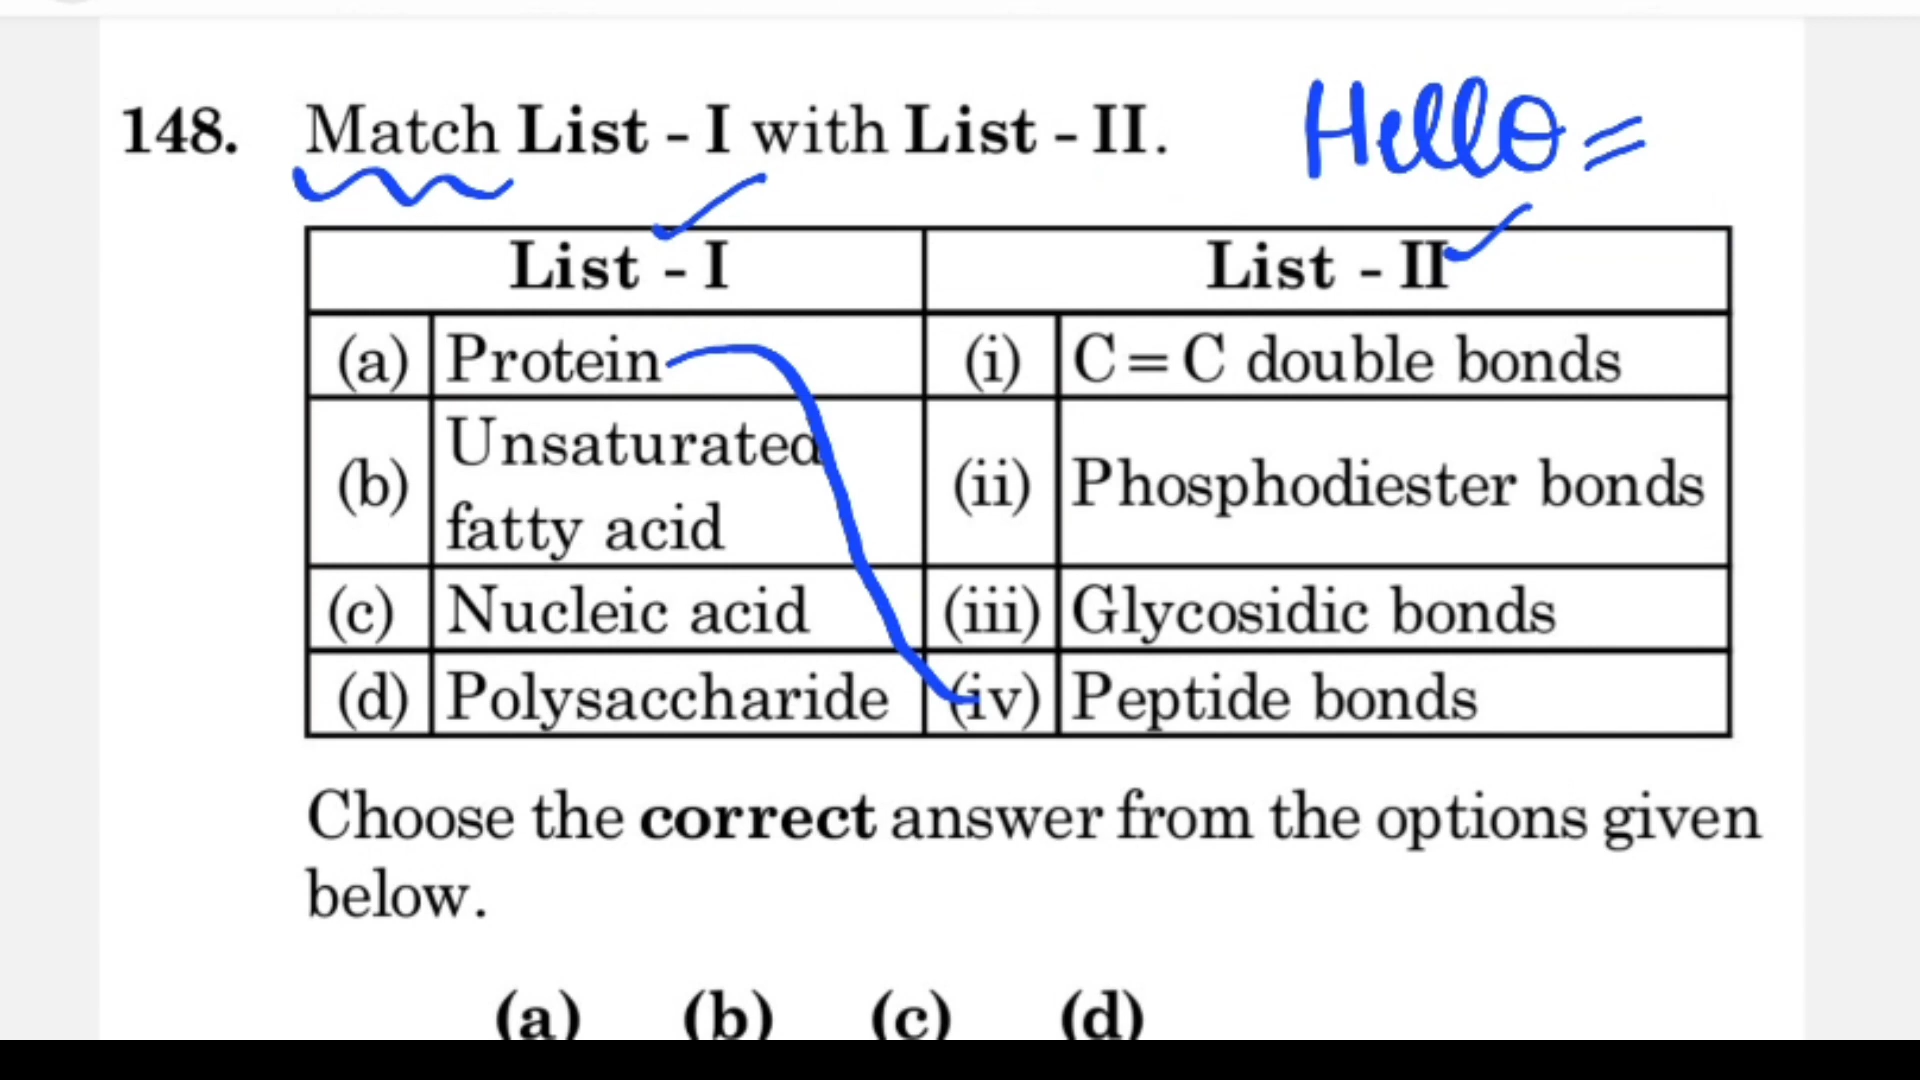 148. Match List - I with List - II. Hello =
List - I List - II
(a) Protein (i) C = C double bonds
(b) Unsaturated fatty acid (ii) Phosphodiester bonds
(c) Nucleic acid (iii) Glycosidic bonds
(d) Polysaccharide (iv) Peptide bonds
Choose the correct answer from the options given
below.
(a) (b) (c) (d)